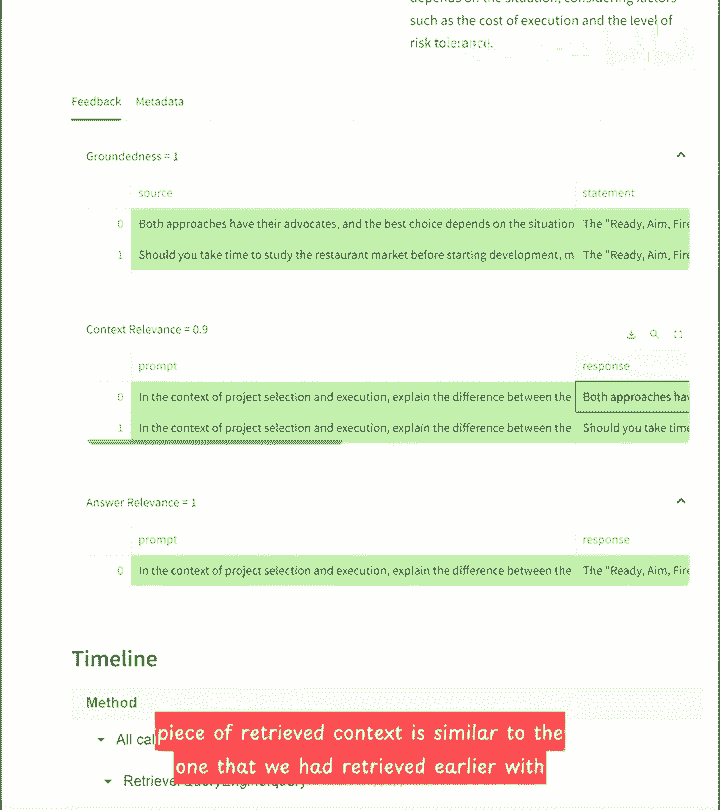 depends on the situation, considering factors
such as the cost of execution and the level of
risk tolerance.
Feedback Metadata
Groundedness = 1
source statement
0 Both approaches have their advocates, and the best choice depends on the situation The "Ready, Aim, Fire
1 Should you take time to study the restaurant market before starting development, m The "Ready, Aim, Fire
Context Relevance = 0.9
prompt response
0 In the context of project selection and execution, explain the difference between the Both approaches hav
1 In the context of project selection and execution, explain the difference between the Should you take time
Answer Relevance = 1
prompt response
0 In the context of project selection and execution, explain the difference between the The "Ready, Aim, Fire
Timeline
Method
All cal
piece of retrieved context is similar to the
one that we had retrieved earlier with